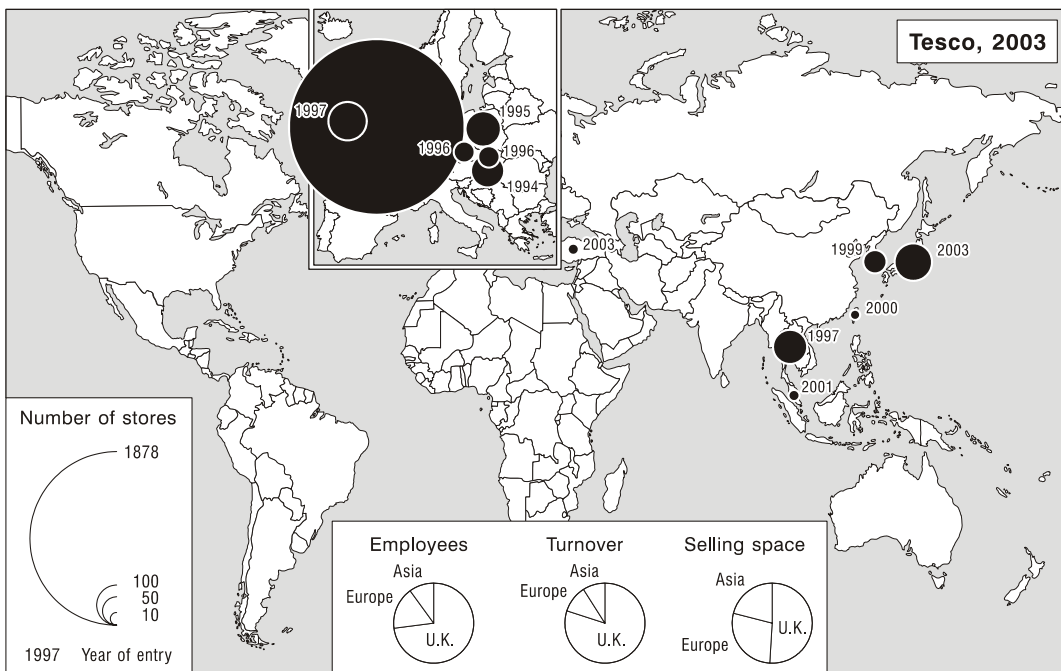 Tesco, 2003
1997
1995
1996
1996
1994
2003
1999
2003
2000
1997
2001
Number of stores
1878
100
50
10
1997 Year of entry
Employees
Asia
Europe
U.K.
Turnover
Asia
Europe
U.K.
Selling space
Asia
Europe
U.K.